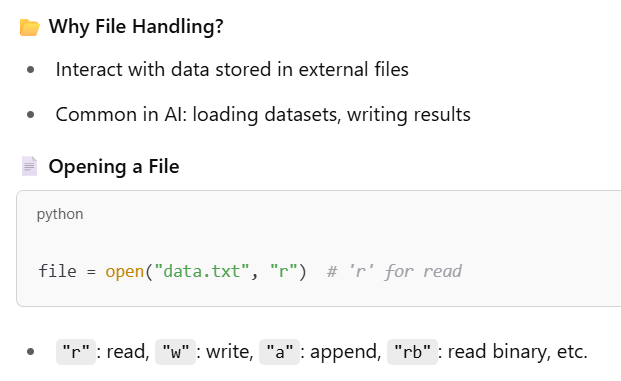 📂 Why File Handling?
• Interact with data stored in external files
• Common in AI: loading datasets, writing results
📄 Opening a File
python
file = open("data.txt", "r")  # 'r' for read
• "r": read, "w": write, "a": append, "rb": read binary, etc.